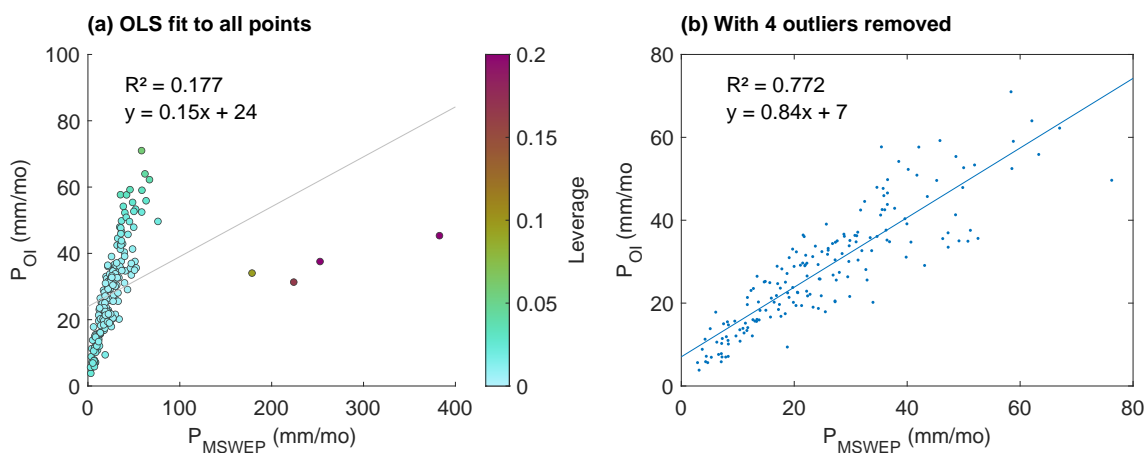 (a) OLS fit to all points
R² = 0.177
y = 0.15x + 24
P_OI (mm/mo)
100
80
60
40
20
0
0 100 200 300 400
P_MSWEP (mm/mo)
0.2
0.15
0.1
0.05
0
Leverage
(b) With 4 outliers removed
R² = 0.772
y = 0.84x + 7
P_OI (mm/mo
80
60
40
20
0
0 20 40 60 80
P_MSWEP (mm/mo)